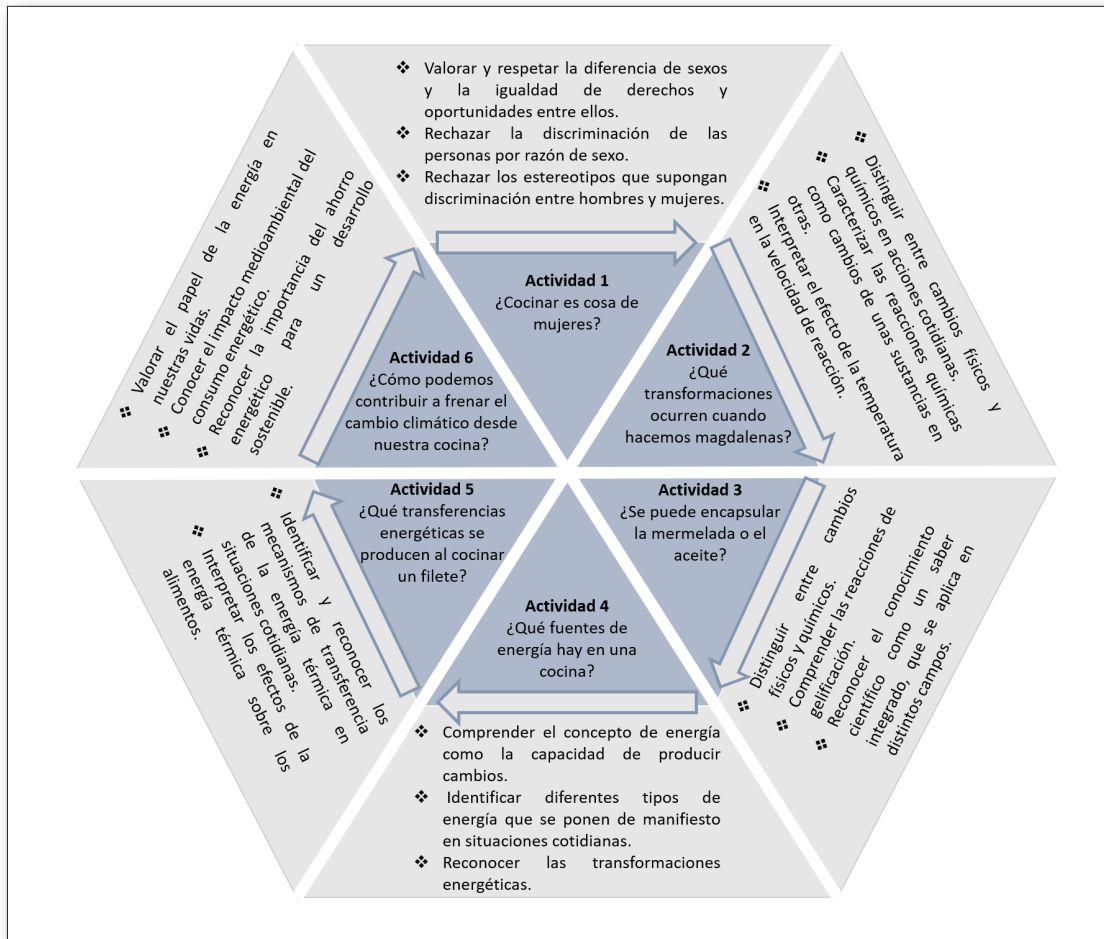 ❖ Valorar y respetar la diferencia de sexos
y la igualdad de derechos y
oportunidades entre ellos.
❖ Rechazar la discriminación de las
personas por razón de sexo.
❖ Rechazar los estereotipos que supongan
discriminación entre hombres y mujeres.
Actividad 1
¿Cocinar es cosa de
mujeres?
❖ Distinguir entre cambios físicos y
químicos en acciones cotidianas.
❖ Caracterizar las reacciones químicas
como cambios de unas sustancias en
otras.
❖ Interpretar el efecto de la temperatura
en la velocidad de reacción.
Actividad 2
¿Qué
transformaciones
ocurren cuando
hacemos magdalenas?
Actividad 3
¿Se puede encapsular
la mermelada o el
aceite?
❖ Distinguir entre cambios
físicos y químicos.
❖ Comprender las reacciones de
gelificación.
❖ Reconocer el conocimiento
científico como un saber
integrado, que se aplica en
distintos campos.
Actividad 4
¿Qué fuentes de
energía hay en una
cocina?
❖ Comprender el concepto de energía
como la capacidad de producir
cambios.
❖ Identificar diferentes tipos de
energía que se ponen de manifiesto
en situaciones cotidianas.
❖ Reconocer las transformaciones
energéticas.
Actividad 5
¿Qué transferencias
energéticas se
producen al cocinar
un filete?
❖ Identificar y reconocer los
mecanismos de transferencia
de la energía térmica en
situaciones cotidianas.
❖ Interpretar los efectos de la
energía térmica sobre los
alimentos.
Actividad 6
¿Cómo podemos
contribuir a frenar el
cambio climático desde
nuestra cocina?
❖ Valorar el papel de la energía en
nuestras vidas.
❖ Conocer el impacto medioambiental del
consumo energético.
❖ Reconocer la importancia del ahorro
energético para un desarrollo
sostenible.